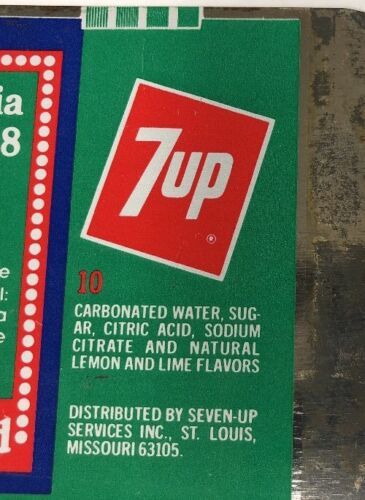 ia
8
7up
10
CARBONATED WATER, SUG-
AR, CITRIC ACID, SODIUM
CITRATE AND NATURAL
LEMON AND LIME FLAVORS
DISTRIBUTED BY SEVEN-UP
SERVICES INC., ST. LOUIS,
MISSOURI 63105.